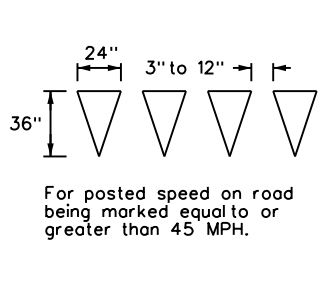 24"
3" to 12"
36"
For posted speed on road
being marked equal to or
greater than 45 MPH.